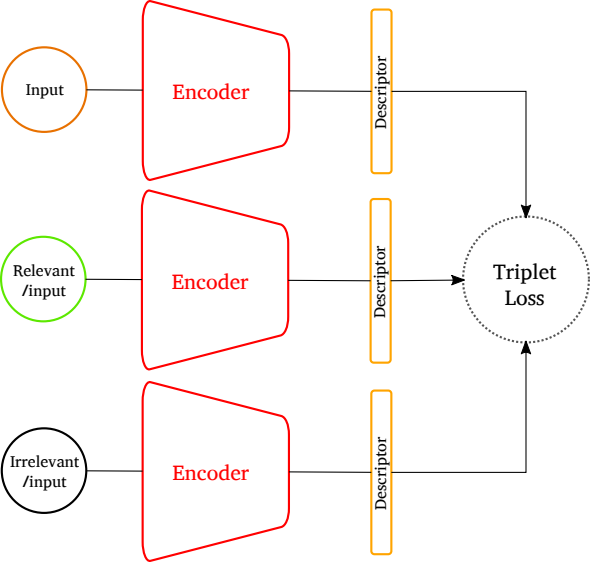 Input
Encoder
Descriptor
Relevant
/input
Encoder
Descriptor
Triplet
Loss
Irrelevant
/input
Encoder
Descriptor